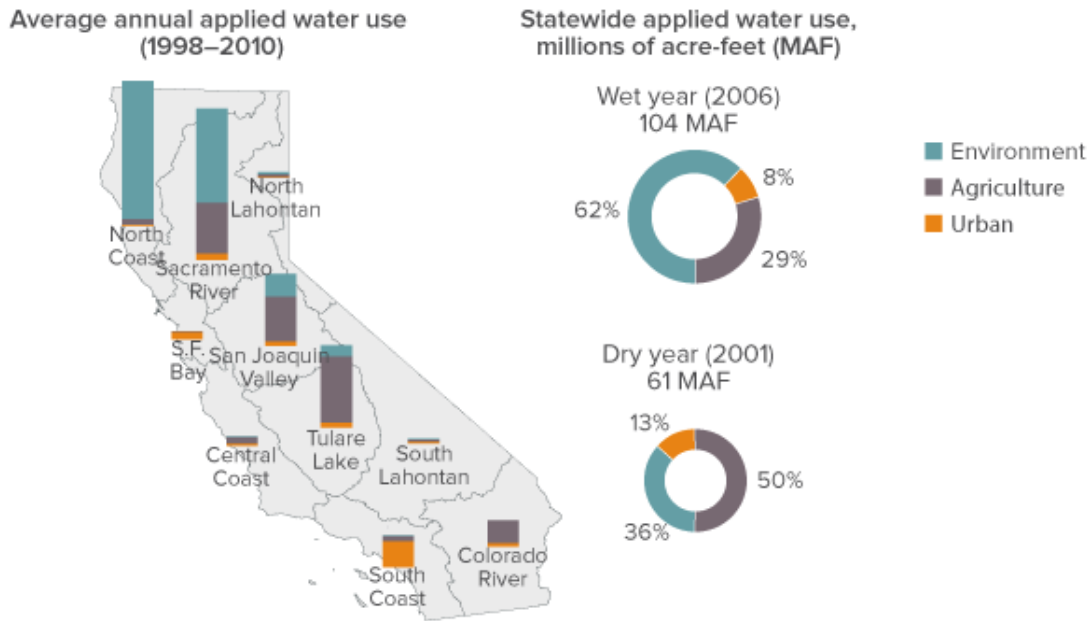 Average annual applied water use
(1998–2010)
North
Coast
Sacramento
River
North
Lahontan
S.F.
Bay
San Joaquin
Valley
Central
Coast
Tulare
Lake
South
Lahontan
South
Coast
Colorado
River
Statewide applied water use,
millions of acre-feet (MAF)
Wet year (2006)
104 MAF
62%
8%
29%
Dry year (2001)
61 MAF
13%
50%
36%
Environment
Agriculture
Urban